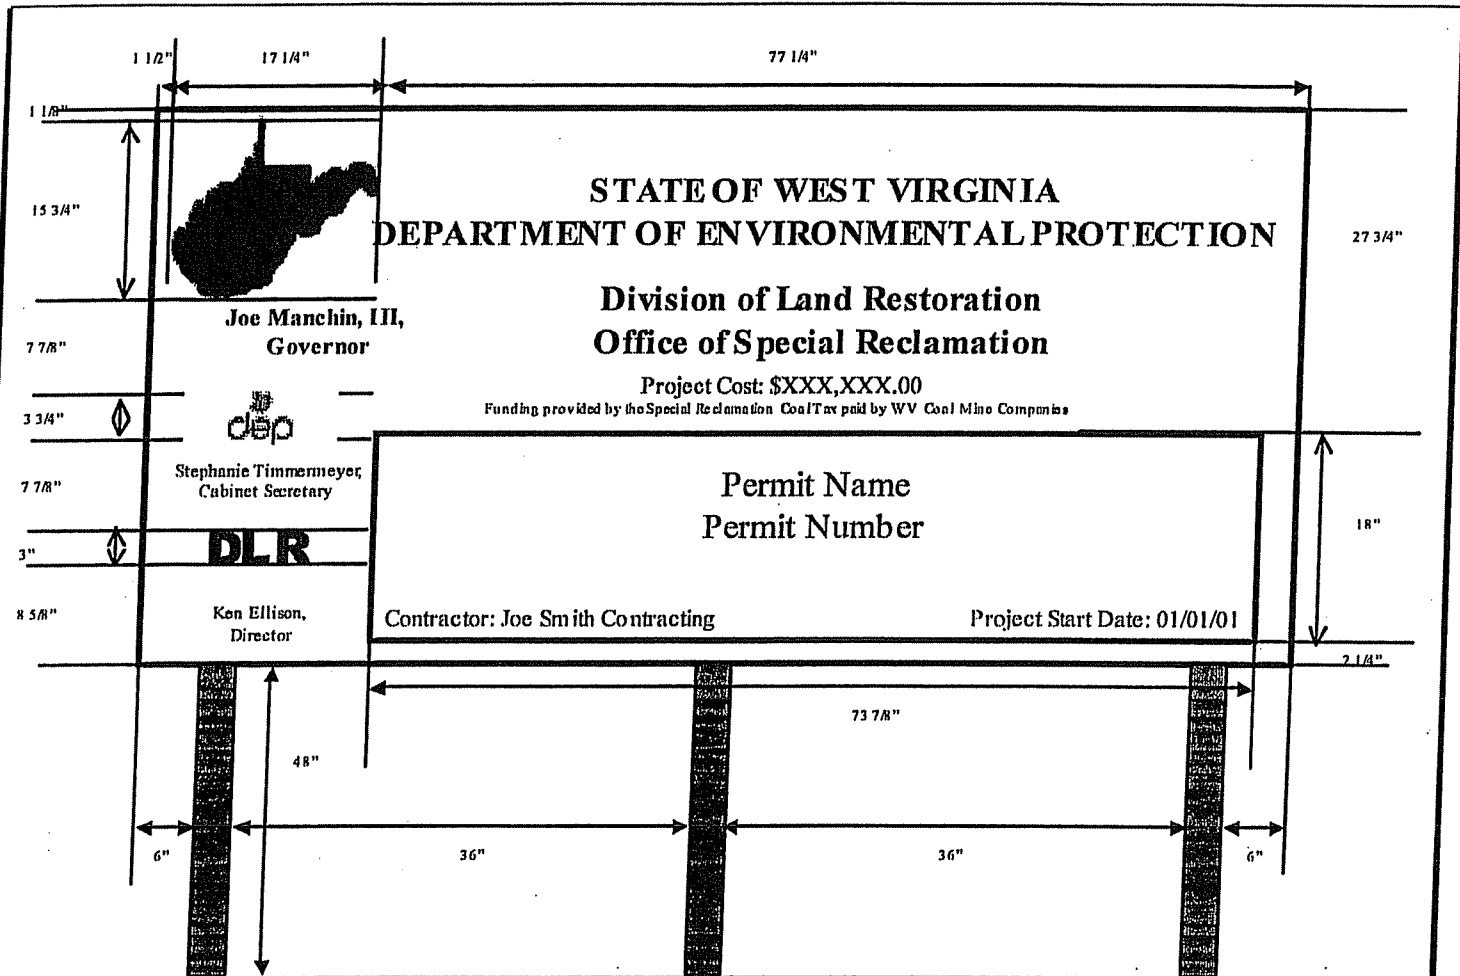 1 1/2" 17 1/4" 77 1/4"
1 1/8"
15 3/4"
STATE OF WEST VIRGINIA
DEPARTMENT OF ENVIRONMENTAL PROTECTION
27 3/4"
Division of Land Restoration
Office of Special Reclamation
Joe Manchin, III,
Governor
7 7/8"
Project Cost: $XXX,XXX.00
Funding provided by the Special Reclamation Coal Tax paid by WV Coal Mine Companies
3 3/4"
dep
Stephanie Timmermeyer,
Cabinet Secretary
7 7/8"
Permit Name
Permit Number
18"
3"
DLR
8 5/8"
Ken Ellison,
Director
Contractor: Joe Smith Contracting Project Start Date: 01/01/01
2 1/4"
73 7/8"
48"
6" 36" 36" 6"